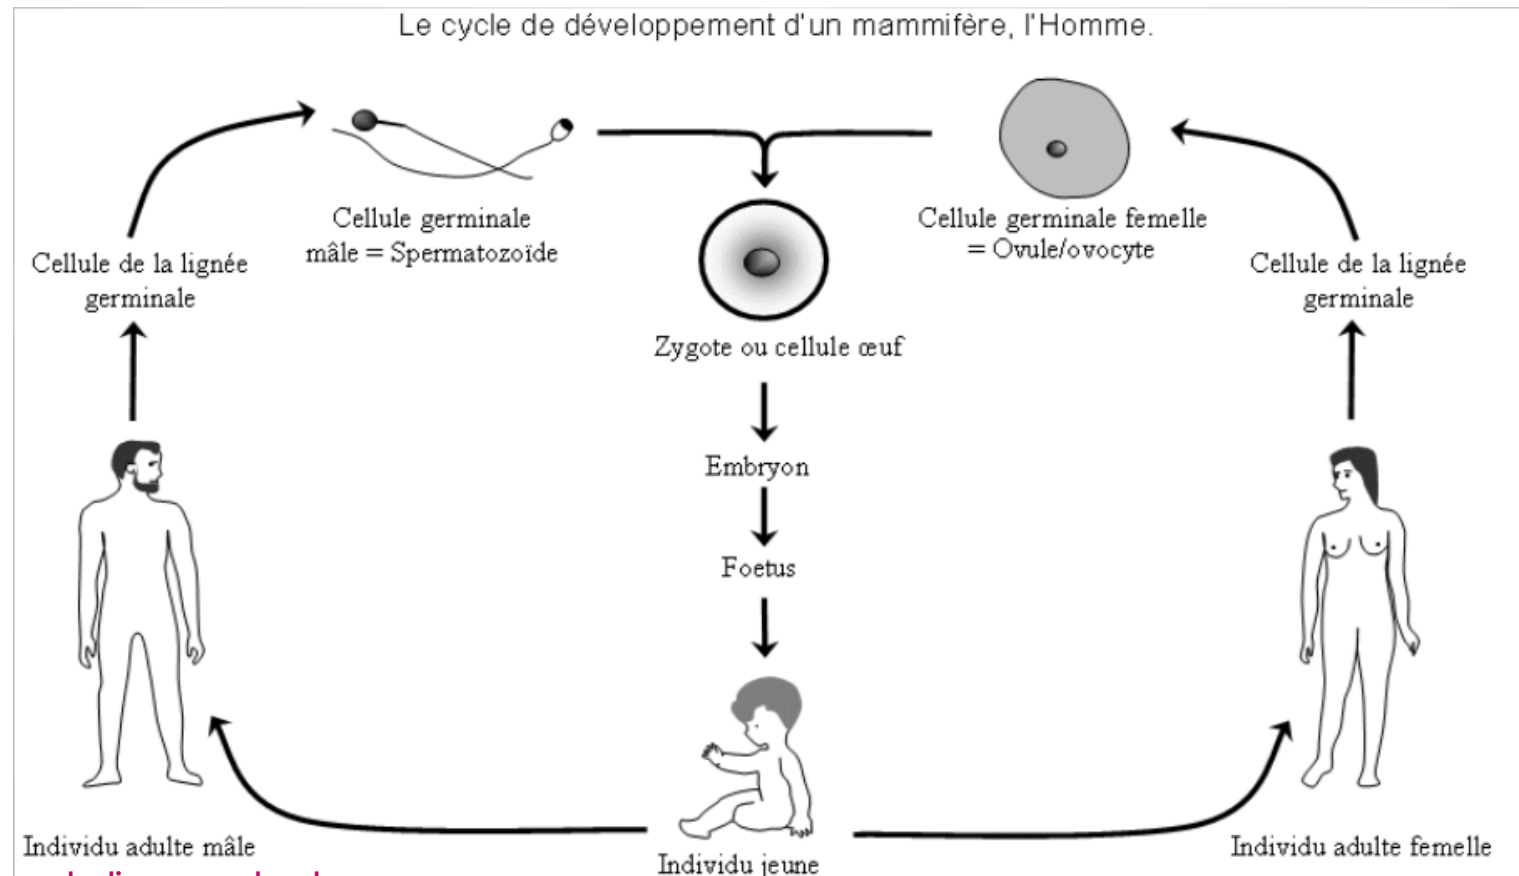 Le cycle de développement d'un mammifère, l'Homme.
Cellule germinale
mâle = Spermatozoïde
Cellule germinale femelle
= Ovule/ovocyte
Cellule de la lignée
germinale
Cellule de la lignée
germinale
Zygote ou cellule œuf
Embryon
Foetus
Individu adulte mâle
Individu jeune
Individu adulte femelle